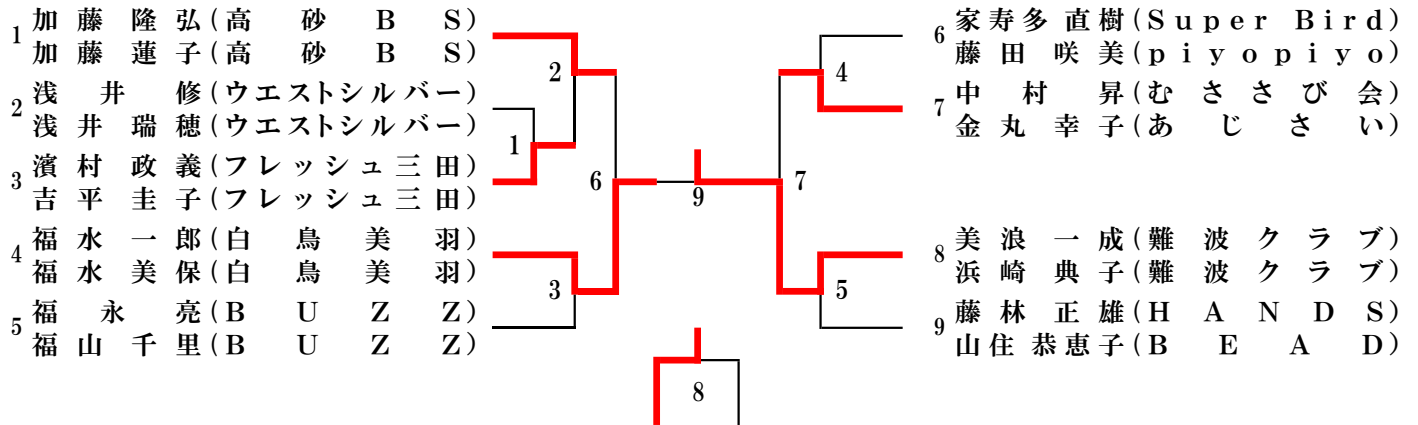 1 加藤隆弘(高砂BS)
加藤蓮子(高砂BS)
2 浅井修(ウエストシルバー)
浅井瑞穂(ウエストシルバー)
3 濱村政義(フレッシュ三田)
吉平圭子(フレッシュ三田)
4 福水一郎(白鳥美羽)
福水美保(白鳥美羽)
5 福永亮(BUZZ)
福山千里(BUZZ)
2
1
6
3
9
8
4
7
5
6 家寿多直樹(Super Bird)
藤田咲美(piyopiyo)
7 中村昇(むささび会)
金丸幸子(あじさい)
8 美浪一成(難波クラブ)
浜崎典子(難波クラブ)
9 藤林正雄(HANDS)
山住恭恵子(BEAD)